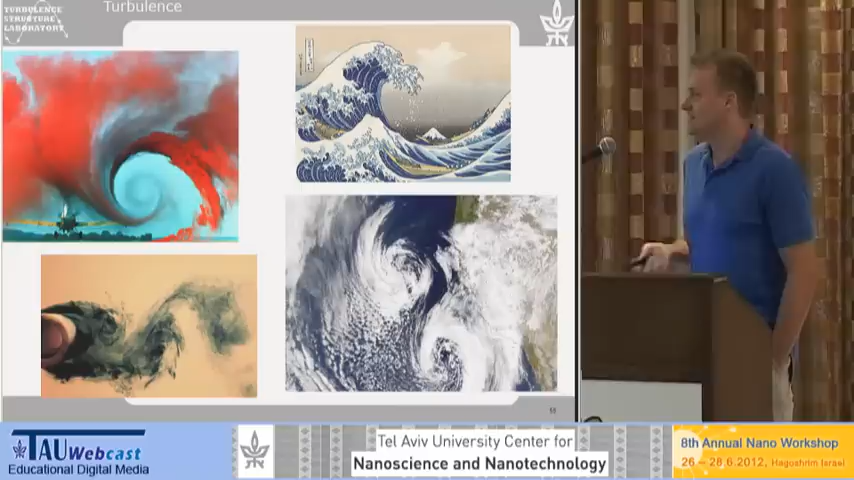 TURBULENCE
STRUCTURE
LABORATORY
Turbulence
TAU Webcast
Educational Digital Media
Tel Aviv University Center for
Nanoscience and Nanotechnology
8th Annual Nano Workshop
26 – 28.6.2012, Hagoshrim Israel